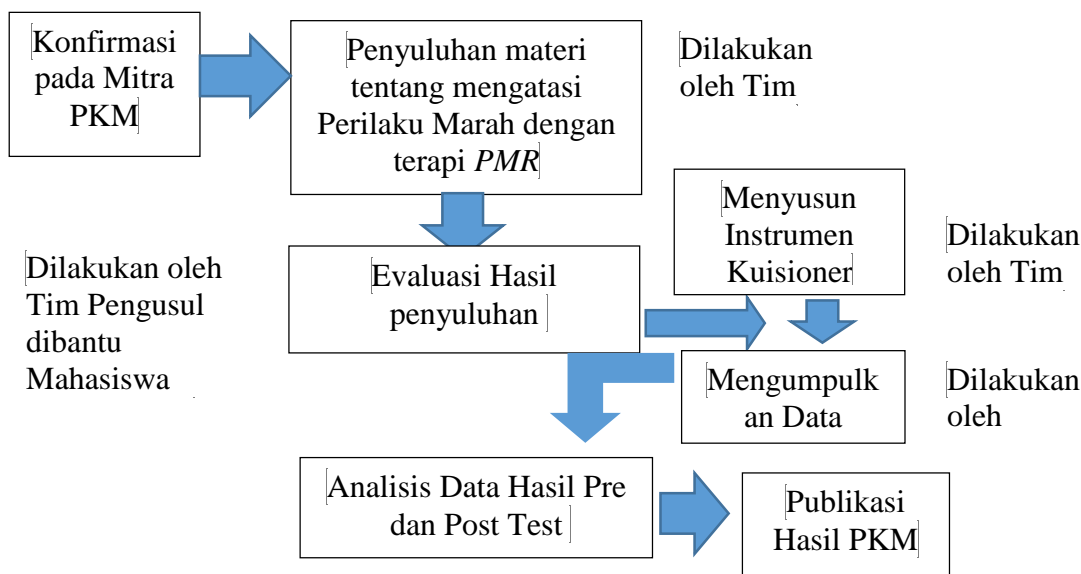 Konfirmasi
pada Mitra
PKM
Penyuluhan materi
tentang mengatasi
Perilaku Marah dengan
terapi PMR
Dilakukan
oleh Tim
Menyusun
Instrumen
Kuisioner
Dilakukan
oleh Tim
Dilakukan oleh
Tim Pengusul
dibantu
Mahasiswa
Evaluasi Hasil
penyuluhan
Mengumpulk
an Data
Dilakukan
oleh
Analisis Data Hasil Pre
dan Post Test
Publikasi
Hasil PKM